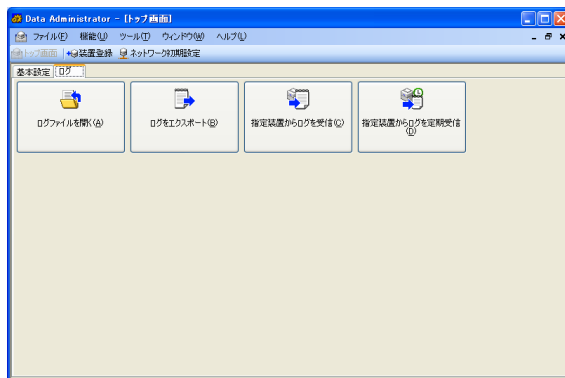 Data Administrator - [トップ画面]
ファイル(F) 機能(U) ツール(T) ウィンドウ(W) ヘルプ(L)
トップ画面 装置登録 ネットワーク初期設定
基本設定 ログ
ログファイルを開く(A) ログをエクスポート(B) 指定装置からログを受信(C) 指定装置からログを定期受信
(D)